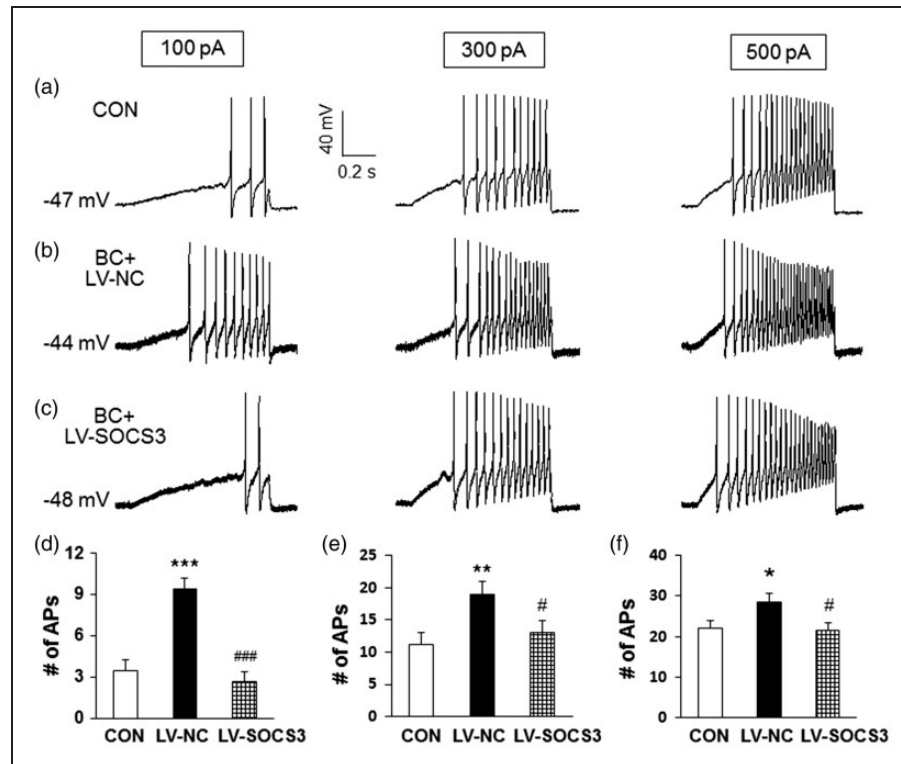 100 pA 300 pA 500 pA
(a)
CON
40 mV
0.2 s
-47 mV
(b)
BC+
LV-NC
-44 mV
(c)
BC+
LV-SOCS3
-48 mV
(d)
12
9
6
3
0
# of APs
***
###
CON LV-NC LV-SOCS3
(e)
25
20
15
10
5
0
# of APs
**
#
CON LV-NC LV-SOCS3
(f)
40
30
20
10
0
# of APs
*
#
CON LV-NC LV-SOCS3